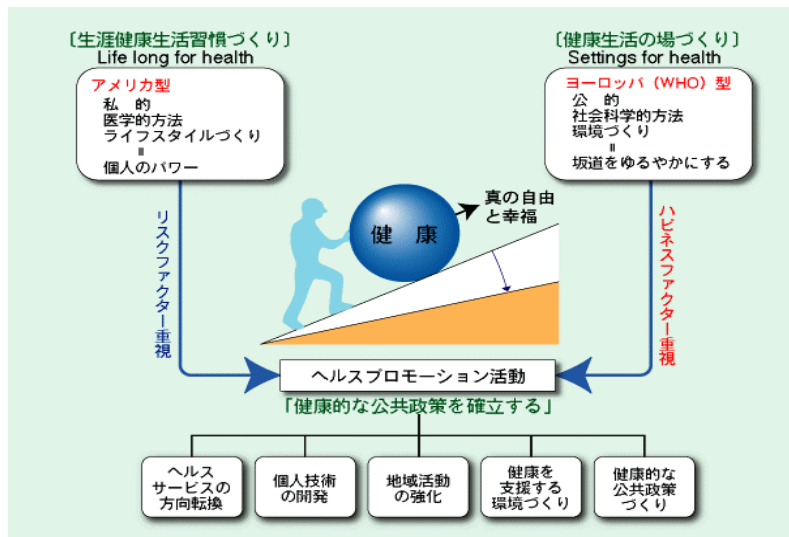 〔生涯健康生活習慣づくり〕
Life long for health
アメリカ型
私　的
医学的方法
ライフスタイルづくり
＝
個人のパワー
〔健康生活の場づくり〕
Settings for health
ヨーロッパ（WHO）型
公　的
社会科学的方法
環境づくり
＝
坂道をゆるやかにする
リスクファクター重視
健　康
真の自由
と幸福
ハピネスファクター重視
ヘルスプロモーション活動
「健康的な公共政策を確立する」
ヘルス
サービスの
方向転換
個人技術
の開発
地域活動
の強化
健康を
支援する
環境づくり
健康的な
公共政策
づくり